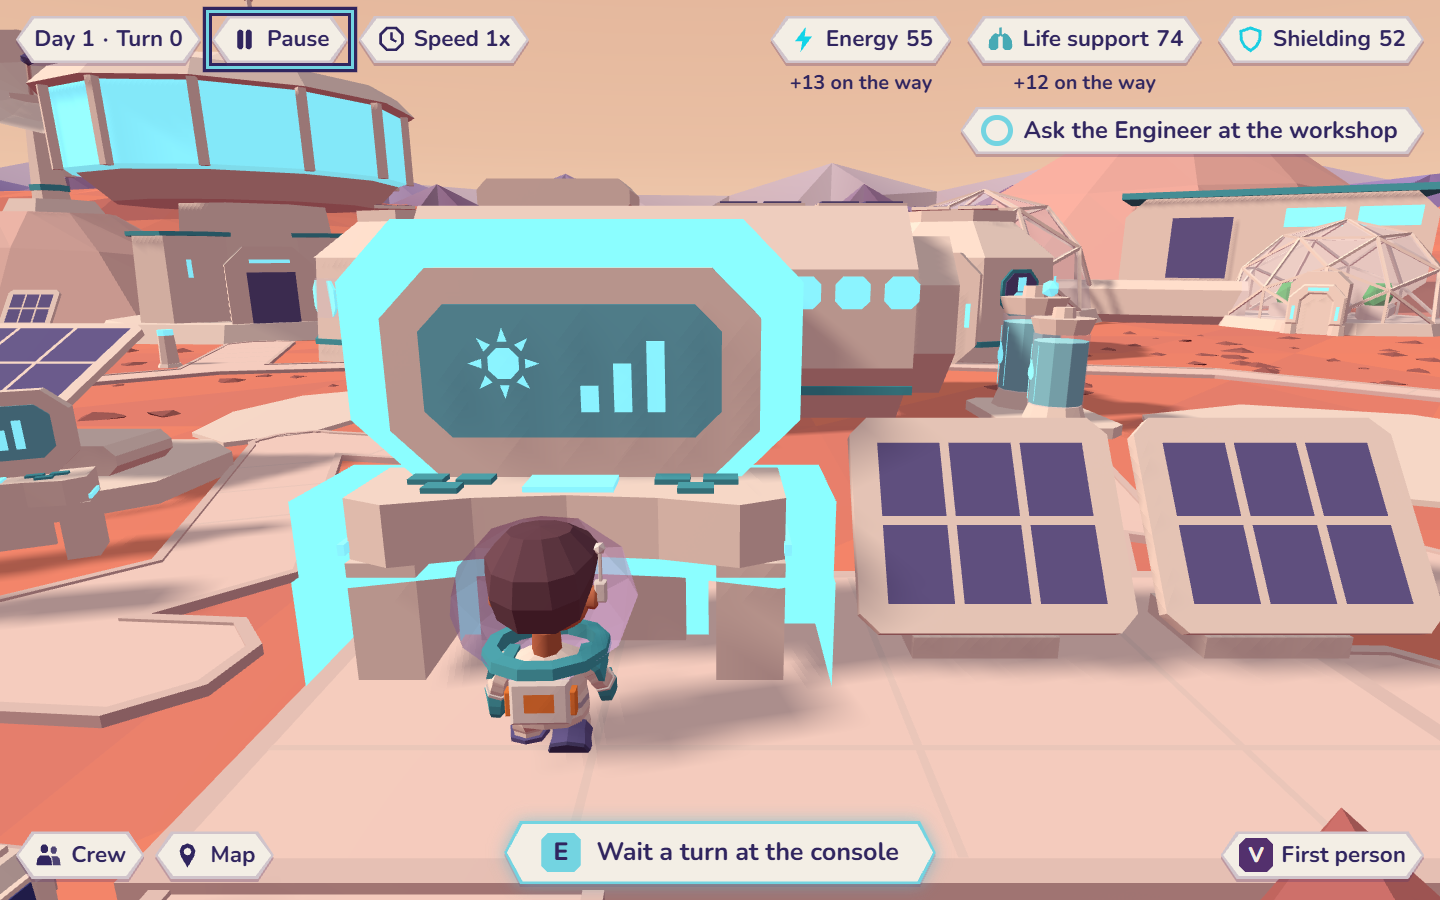 Day 1 · Turn 0
Pause
Speed 1x
Energy 55
Life support 74
Shielding 52
+13 on the way
+12 on the way
Ask the Engineer at the workshop
Crew
Map
E Wait a turn at the console
V First person